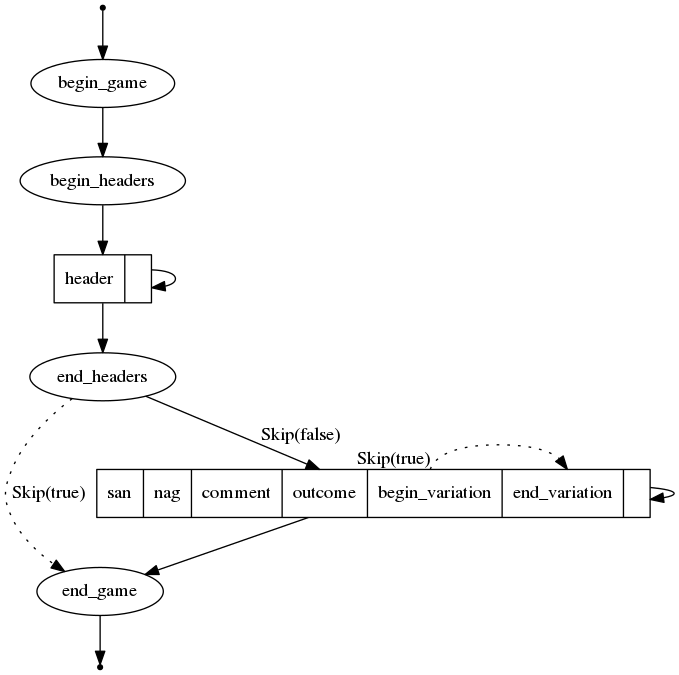 begin_game
begin_headers
header
end_headers
Skip(false)
Skip(true)
Skip(true)
san nag comment outcome begin_variation end_variation
end_game